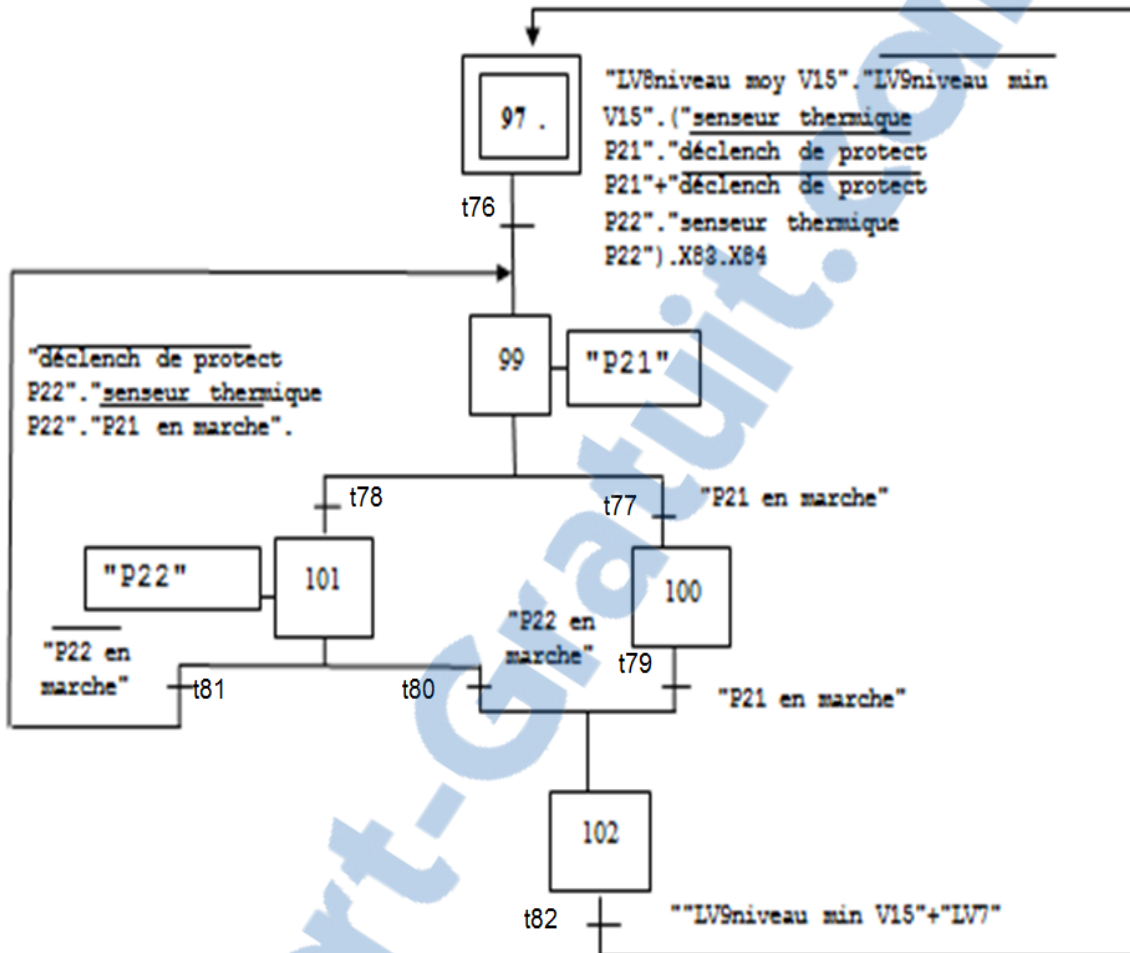 97 .
"LV8niveau moy V15"."LV9niveau min
V15".("senseur thermique
P21"."déclench de protect
P21"+"déclench de protect
P22"."senseur thermique
P22").X83.X84
t76
99
"P21"
"déclench de protect
P22"."senseur thermique
P22"."P21 en marche".
t78
t77
"P21 en marche"
"P22"
101
100
"P22 en
marche"
t81
"P22 en
marche"
t80
t79
"P21 en marche"
102
t82
""LV9niveau min V15"+"LV7"
rt-Gratuit.com